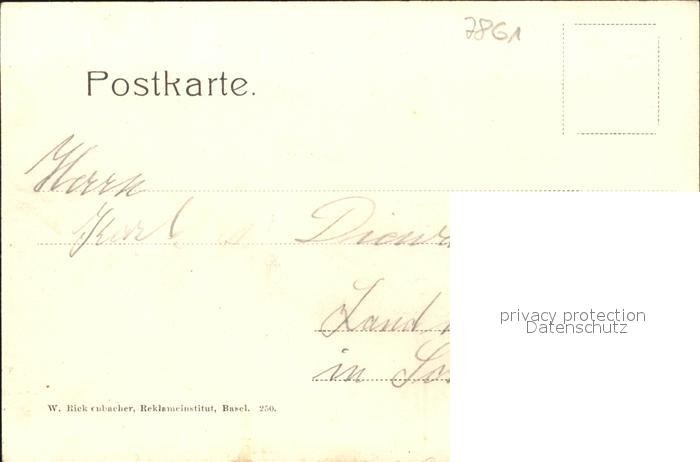 7861
Postkarte.
Herrn
Karl
Land
in
privacy protection
Datenschutz
W. Rickenbacher, Reklameinstitut, Basel. 250.